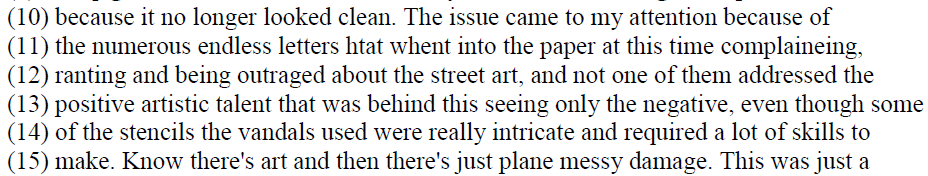 (10) because it no longer looked clean. The issue came to my attention because of
(11) the numerous endless letters htat whent into the paper at this time complaineing,
(12) ranting and being outraged about the street art, and not one of them addressed the
(13) positive artistic talent that was behind this seeing only the negative, even though some
(14) of the stencils the vandals used were really intricate and required a lot of skills to
(15) make. Know there's art and then there's just plane messy damage. This was just a